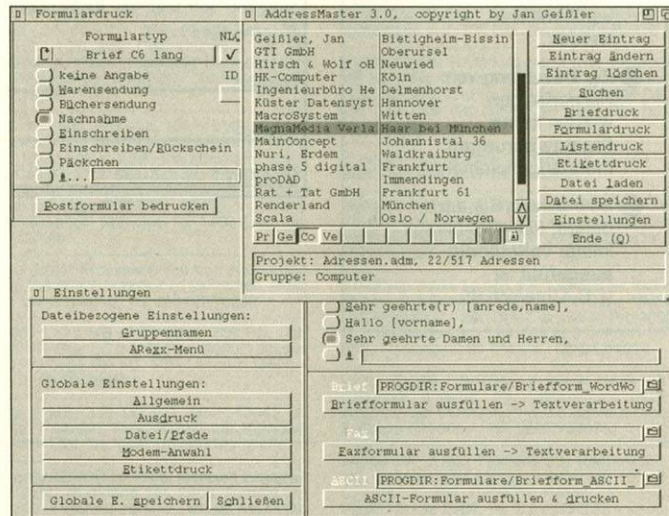 Formulardruck
Formulartyp
Brief C6 lang
ID
keine Angabe
Warensendung
Büchersendung
Nachnahme
Einschreiben
Einschreiben/Rückschein
Päckchen
Postformular bedrucken
AddressMaster 3.0, copyright by Jan Geißler
Geißler, Jan Bietigheim-Bissin
GTI GmbH Oberursel
Hirsch & Wolf oH Neuwied
HK-Computer Köln
Ingenieurbüro He Delmenhorst
Küster Datensyst Hannover
MacroSystem Witten
MagnaMedia Verla Haar bei München
MainConcept Johannistal 36
Nuri, Erdem Waldkraiburg
phase 5 digital Frankfurt
proDAD Immendingen
Rat + Tat GmbH Frankfurt 61
Renderland München
Scala Oslo / Norwegen
Pr Ge Co Ve
Projekt: Adressen.adm, 22/517 Adressen
Gruppe: Computer
Neuer Eintrag
Eintrag ändern
Eintrag löschen
Suchen
Briefdruck
Formulardruck
Listendruck
Etikettdruck
Datei laden
Datei speichern
Einstellungen
Ende (Q)
Einstellungen
Dateibezogene Einstellungen:
Gruppennamen
ARexx-Menü
Globale Einstellungen:
Allgemein
Ausdruck
Datei/Pfade
Modem-Anwahl
Etikettdruck
Globale E. speichern Schließen
Sehr geehrte(r) [anrede,name],
Hallo [vorname],
Sehr geehrte Damen und Herren,
Brief PROGDIR:Formulare/Briefform_WordWo
Briefformular ausfüllen -> Textverarbeitung
Fax
Faxformular ausfüllen -> Textverarbeitung
ASCII PROGDIR:Formulare/Briefform_ASCII_
ASCII-Formular ausfüllen & drucken